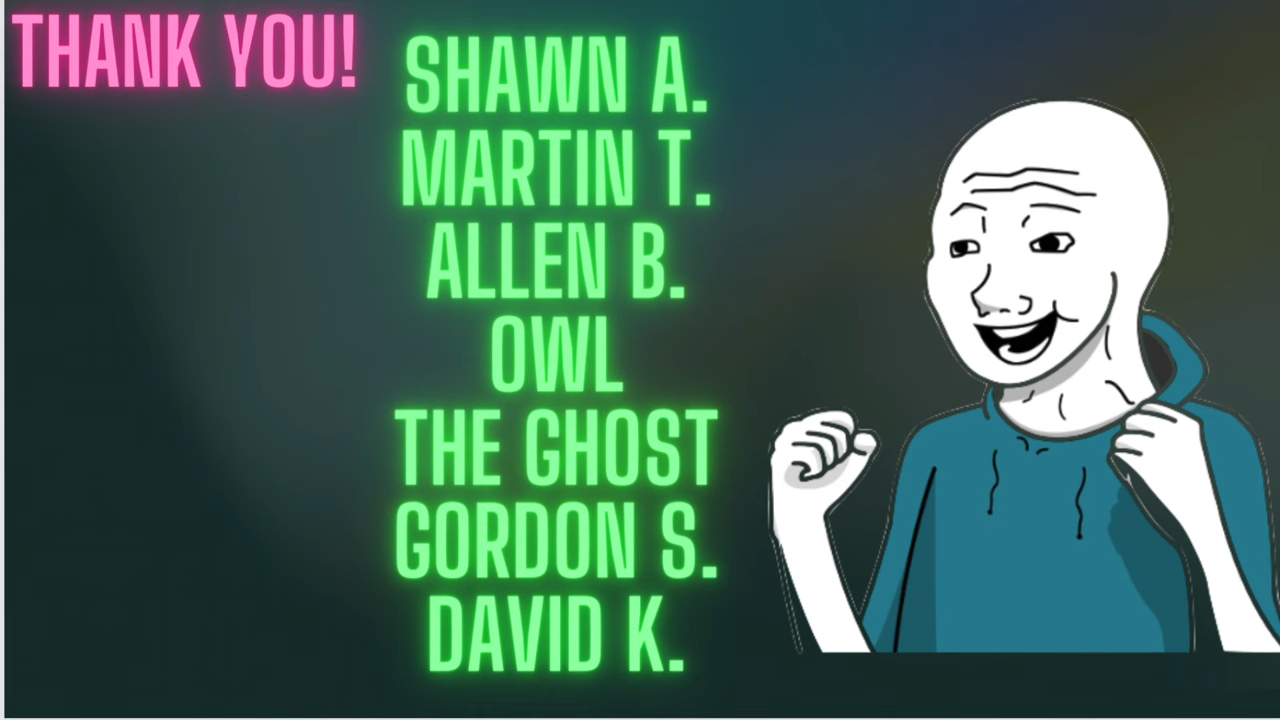 THANK YOU!
SHAWN A.
MARTIN T.
ALLEN B.
OWL
THE GHOST
GORDON S.
DAVID K.